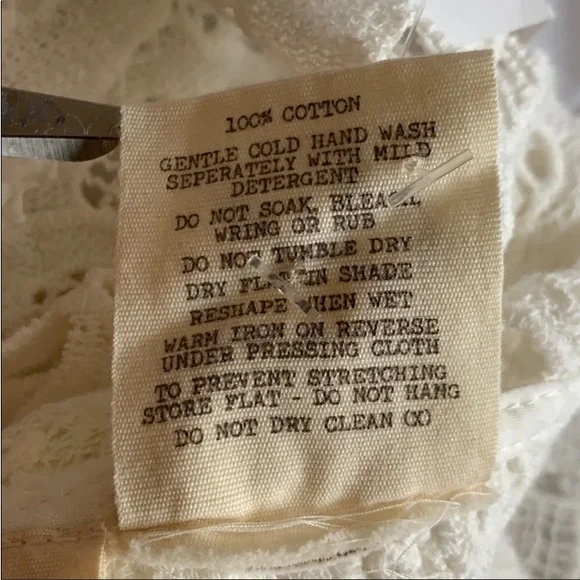 100% COTTON
GENTLE COLD HAND WASH
SEPERATELY WITH MILD
DETERGENT
DO NOT SOAK, BLEACH,
WRING OR RUB
DO NOT TUMBLE DRY
DRY FLAT IN SHADE
RESHAPE WHEN WET
WARM IRON ON REVERSE
UNDER PRESSING CLOTH
TO PREVENT STRETCHING
STORE FLAT - DO NOT HANG
DO NOT DRY CLEAN (X)